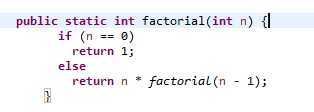 public static int factorial(int n) {
if (n == 0)
return 1;
else
return n * factorial(n - 1);
}